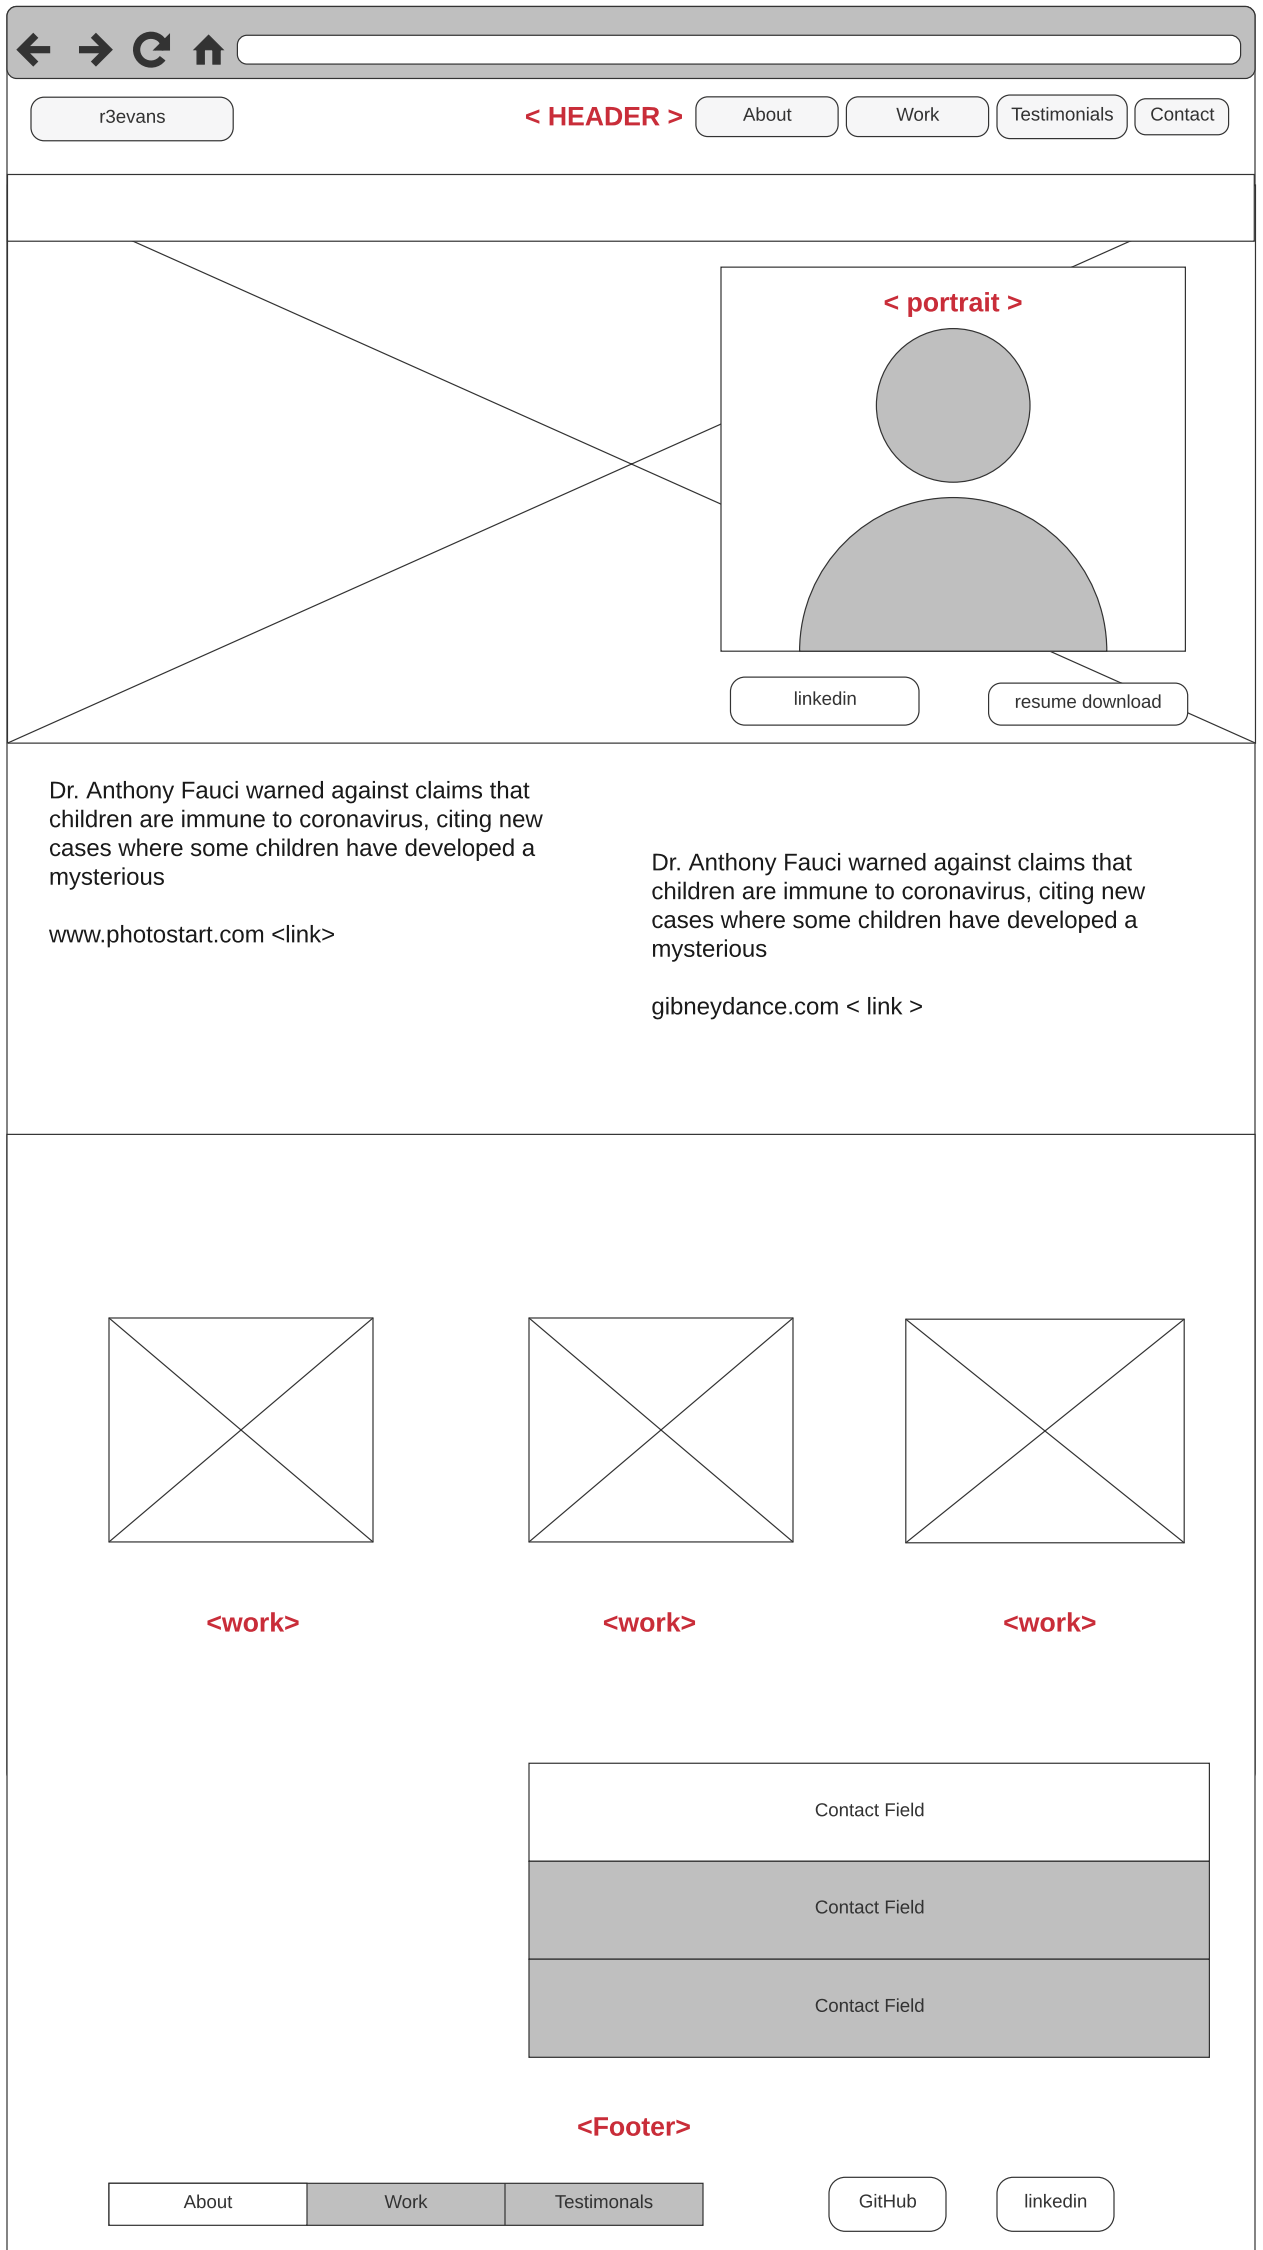 r3evans
< HEADER >
About
Work
Testimonials
Contact
< portrait >
linkedin
resume download
Dr. Anthony Fauci warned against claims that
children are immune to coronavirus, citing new
cases where some children have developed a
mysterious
www.photostart.com <link>
Dr. Anthony Fauci warned against claims that
children are immune to coronavirus, citing new
cases where some children have developed a
mysterious
gibneydance.com < link >
<work>
<work>
<work>
Contact Field
Contact Field
Contact Field
<Footer>
About
Work
Testimonals
GitHub
linkedin